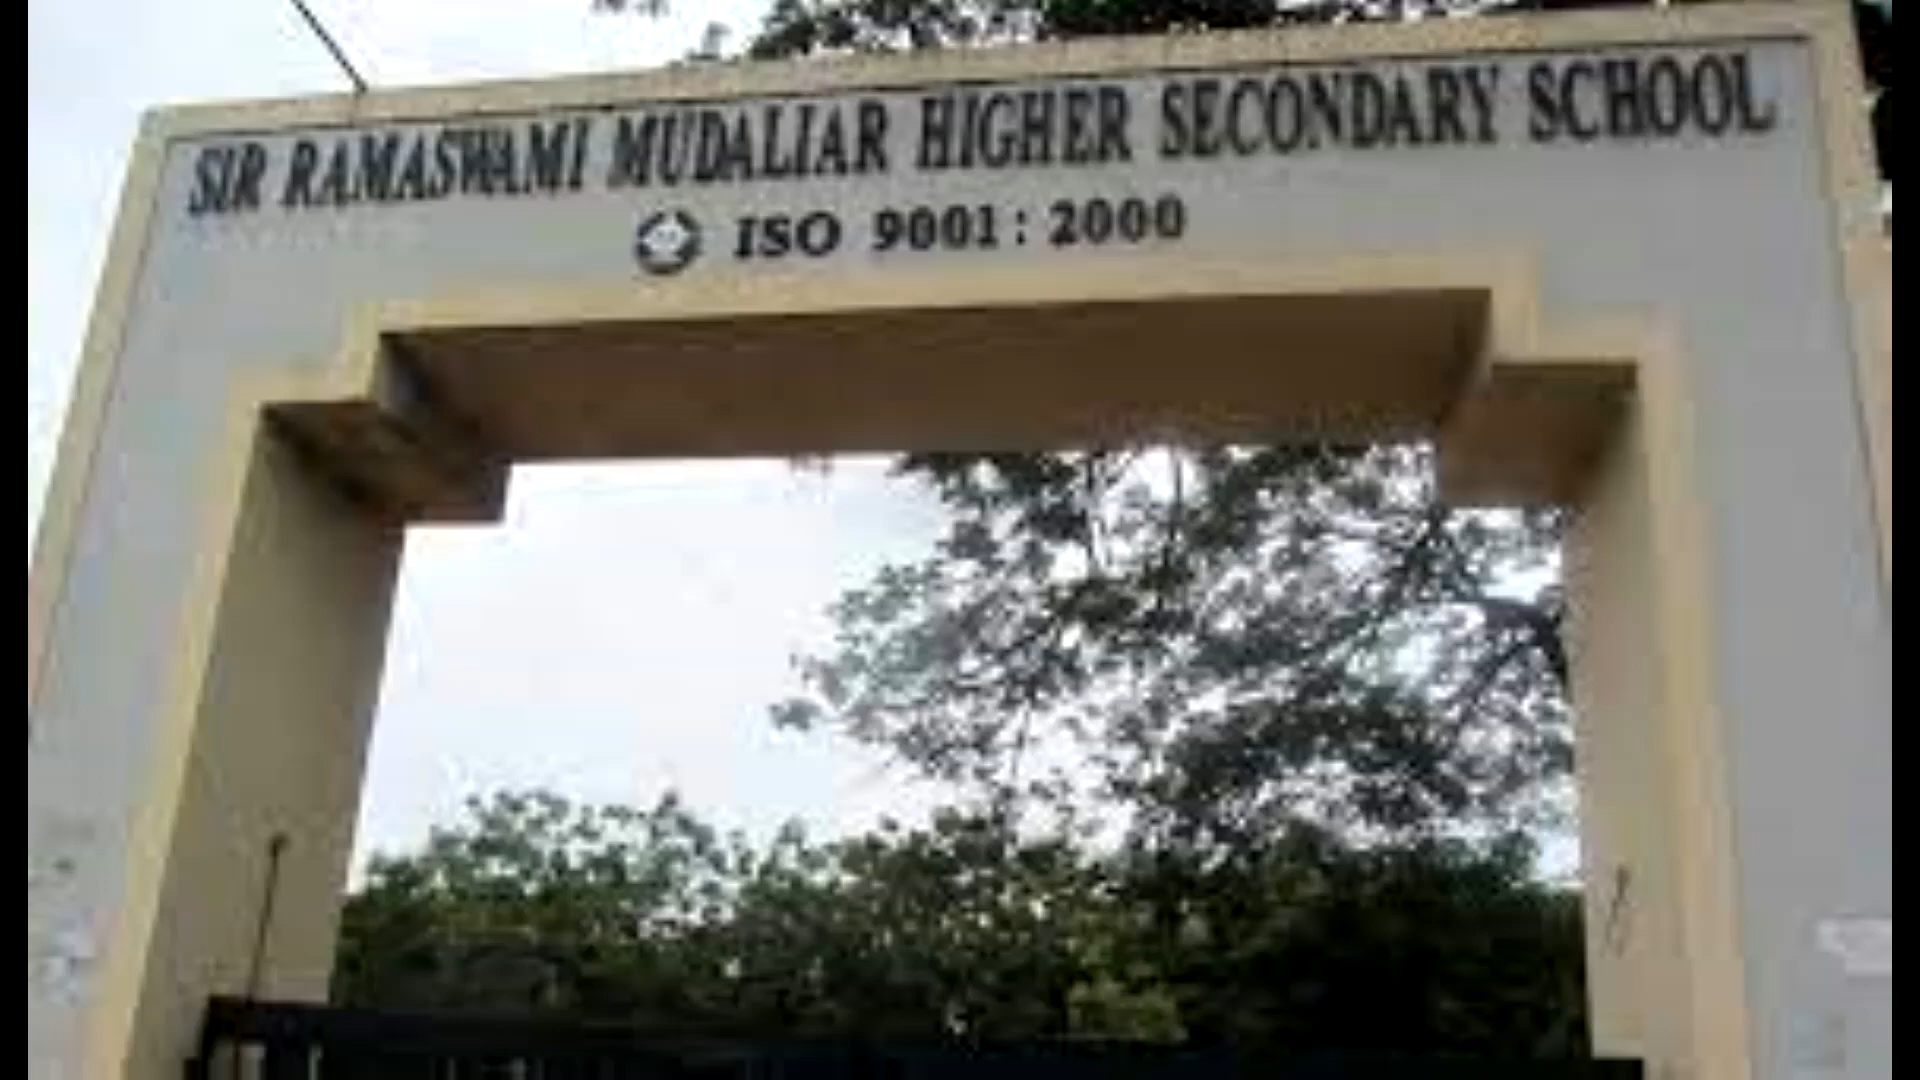 SIR RAMASWAMI MUDALIAR HIGHER SECONDARY SCHOOL
ISO 9001 : 2000